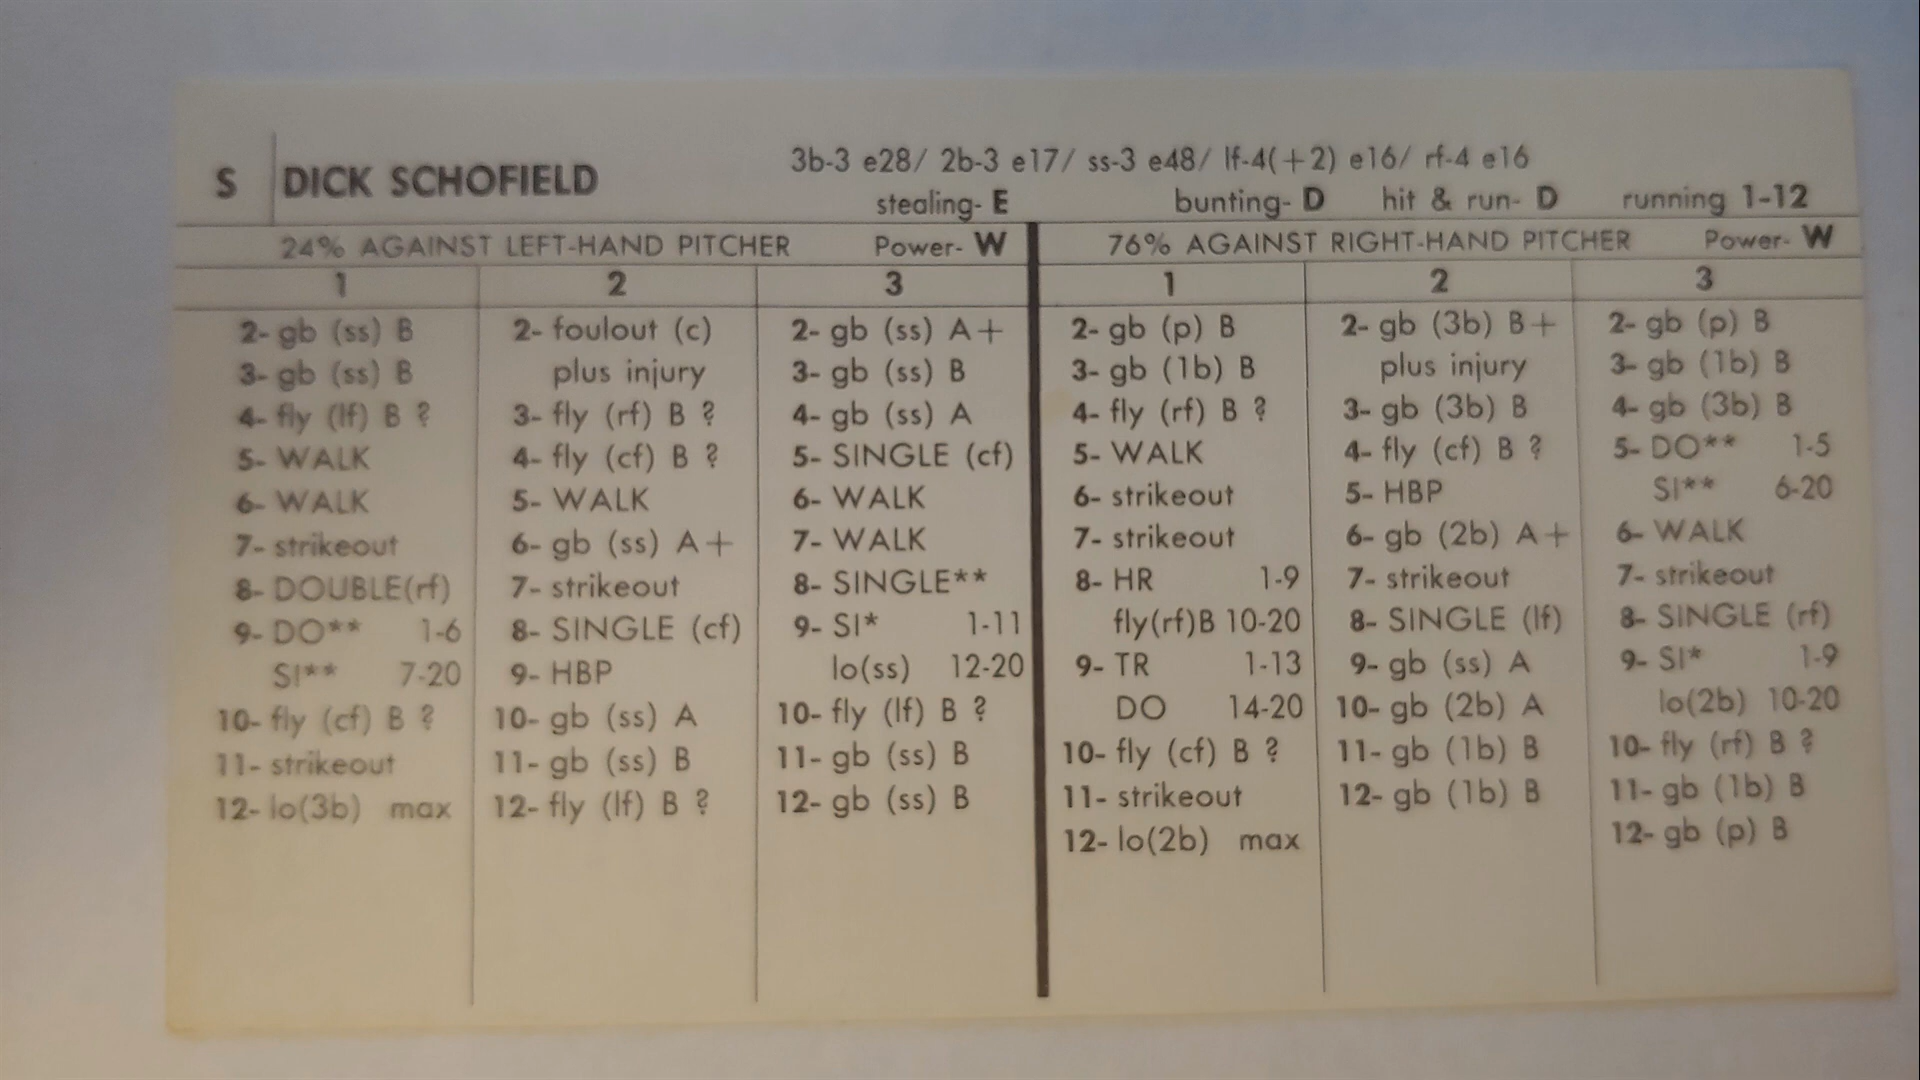 S DICK SCHOFIELD 3b-3 e28/ 2b-3 e17/ ss-3 e48/ lf-4(+2) e16/ rf-4 e16
stealing- E bunting- D hit & run- D running 1-12
24% AGAINST LEFT-HAND PITCHER Power- W
1
2- gb (ss) B
3- gb (ss) B
4- fly (lf) B ?
5- WALK
6- WALK
7- strikeout
8- DOUBLE(rf)
9- DO** 1-6
SI** 7-20
10- fly (cf) B ?
11- strikeout
12- lo(3b) max
2
2- foulout (c)
plus injury
3- fly (rf) B ?
4- fly (cf) B ?
5- WALK
6- gb (ss) A+
7- strikeout
8- SINGLE (cf)
9- HBP
10- gb (ss) A
11- gb (ss) B
12- fly (lf) B ?
3
2- gb (ss) A+
3- gb (ss) B
4- gb (ss) A
5- SINGLE (cf)
6- WALK
7- WALK
8- SINGLE**
9- SI* 1-11
lo(ss) 12-20
10- fly (lf) B ?
11- gb (ss) B
12- gb (ss) B
76% AGAINST RIGHT-HAND PITCHER Power- W
1
2- gb (p) B
3- gb (1b) B
4- fly (rf) B ?
5- WALK
6- strikeout
7- strikeout
8- HR 1-9
fly(rf)B 10-20
9- TR 1-13
DO 14-20
10- fly (cf) B ?
11- strikeout
12- lo(2b) max
2
2- gb (3b) B+
plus injury
3- gb (3b) B
4- fly (cf) B ?
5- HBP
6- gb (2b) A+
7- strikeout
8- SINGLE (lf)
9- gb (ss) A
10- gb (2b) A
11- gb (1b) B
12- gb (1b) B
3
2- gb (p) B
3- gb (1b) B
4- gb (3b) B
5- DO** 1-5
SI** 6-20
6- WALK
7- strikeout
8- SINGLE (rf)
9- SI* 1-9
lo(2b) 10-20
10- fly (rf) B ?
11- gb (1b) B
12- gb (p) B